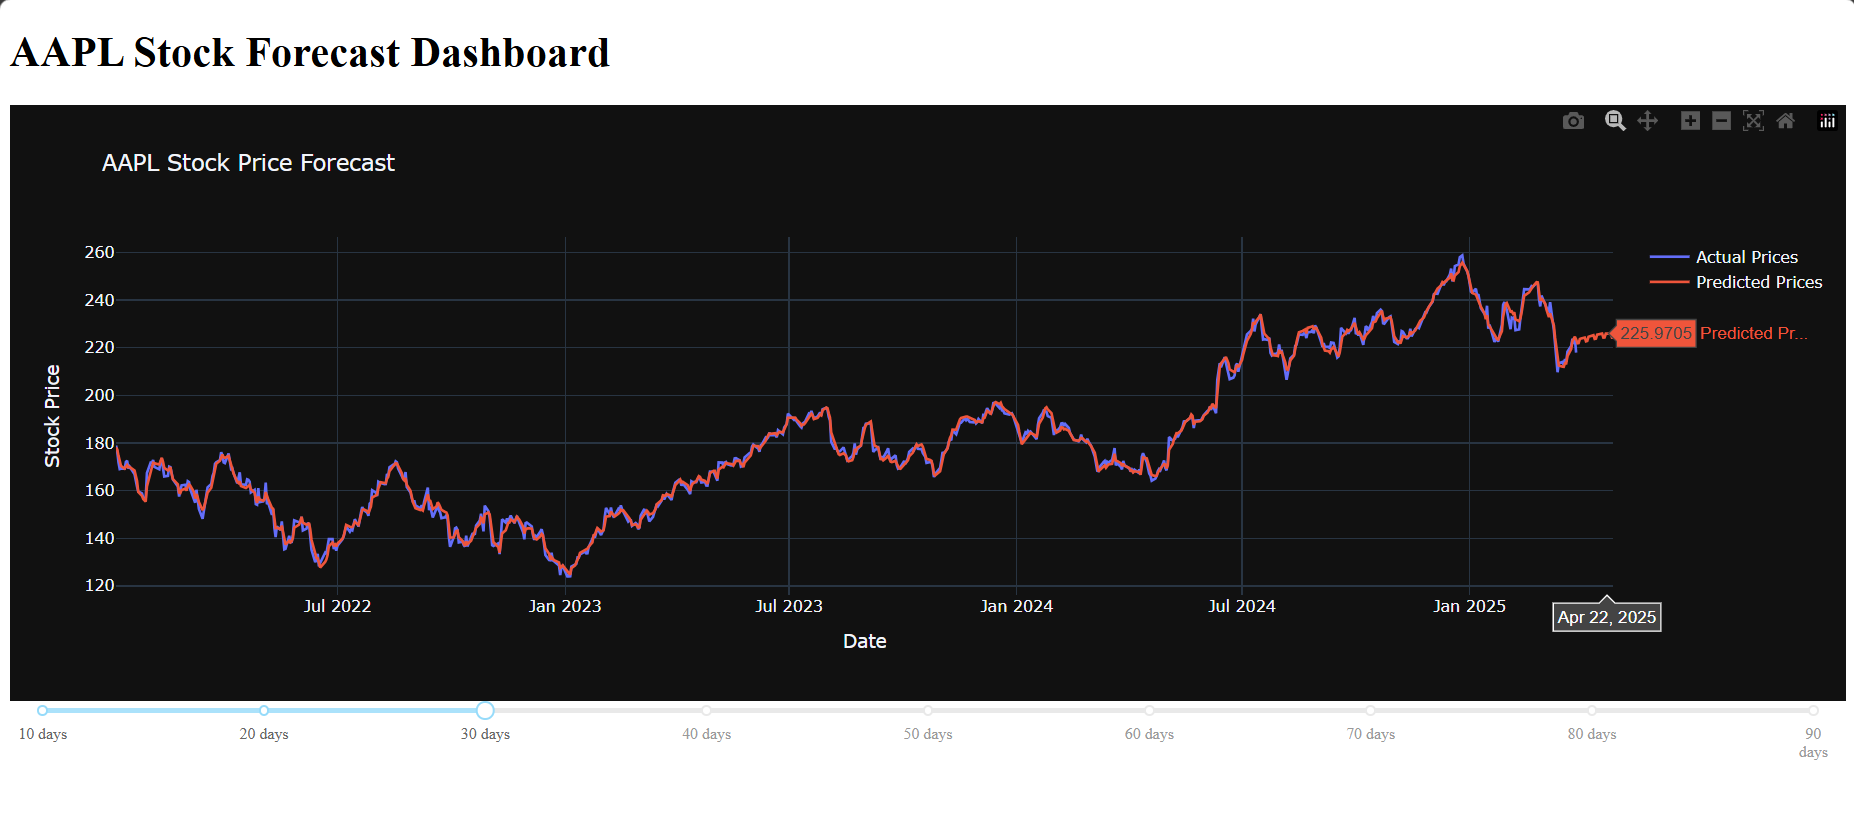 AAPL Stock Forecast Dashboard
AAPL Stock Price Forecast
260
240
220
200
180
160
140
120
Stock Price
Actual Prices
Predicted Prices
225.9705 Predicted Pr...
Jul 2022 Jan 2023 Jul 2023 Jan 2024 Jul 2024 Jan 2025
Apr 22, 2025
Date
10 days 20 days 30 days 40 days 50 days 60 days 70 days 80 days 90
days